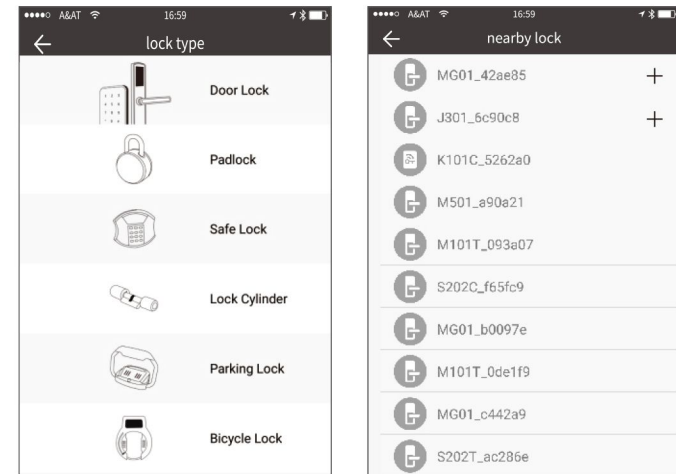 A&AT 16:59
lock type
Door Lock
Padlock
Safe Lock
Lock Cylinder
Parking Lock
Bicycle Lock
A&AT 16:59
nearby lock
MG01_42ae85 +
J301_6c90c8 +
K101C_5262a0
M501_a90a21
M101T_093a07
S202C_f65fc9
MG01_b0097e
M101T_0de1f9
MG01_c442a9
S202T_ac286e